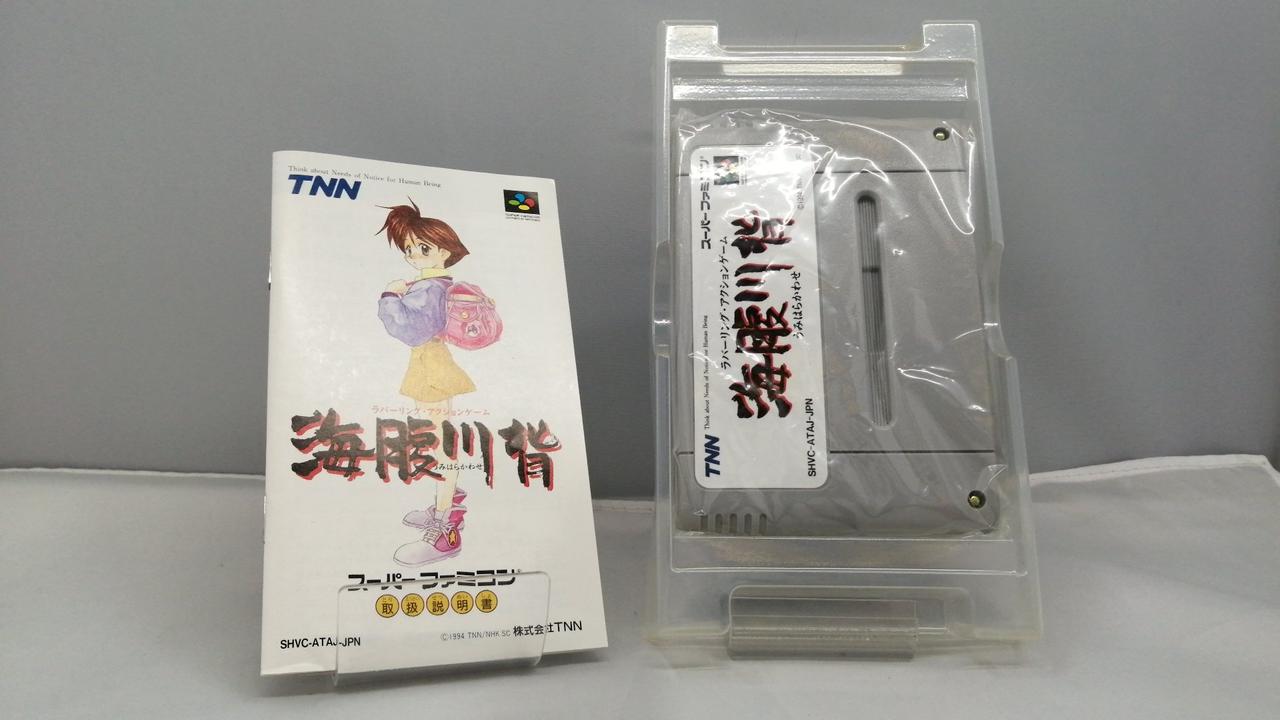 Think about Needs of Notice for Human Being
TNN
ラバーリング・アクションゲーム
海腹川背
うみはらかわせ
スーパーファミコン
取扱説明書
SHVC-ATAJ-JPN
©1994 TNN/NHK SC 株式会社TNN
スーパーファミコン
ラバーリング・アクションゲーム
海腹川背
うみはらかわせ
TNN
Think about Needs of Notice for Human Being
SHVC-ATAJ-JPN